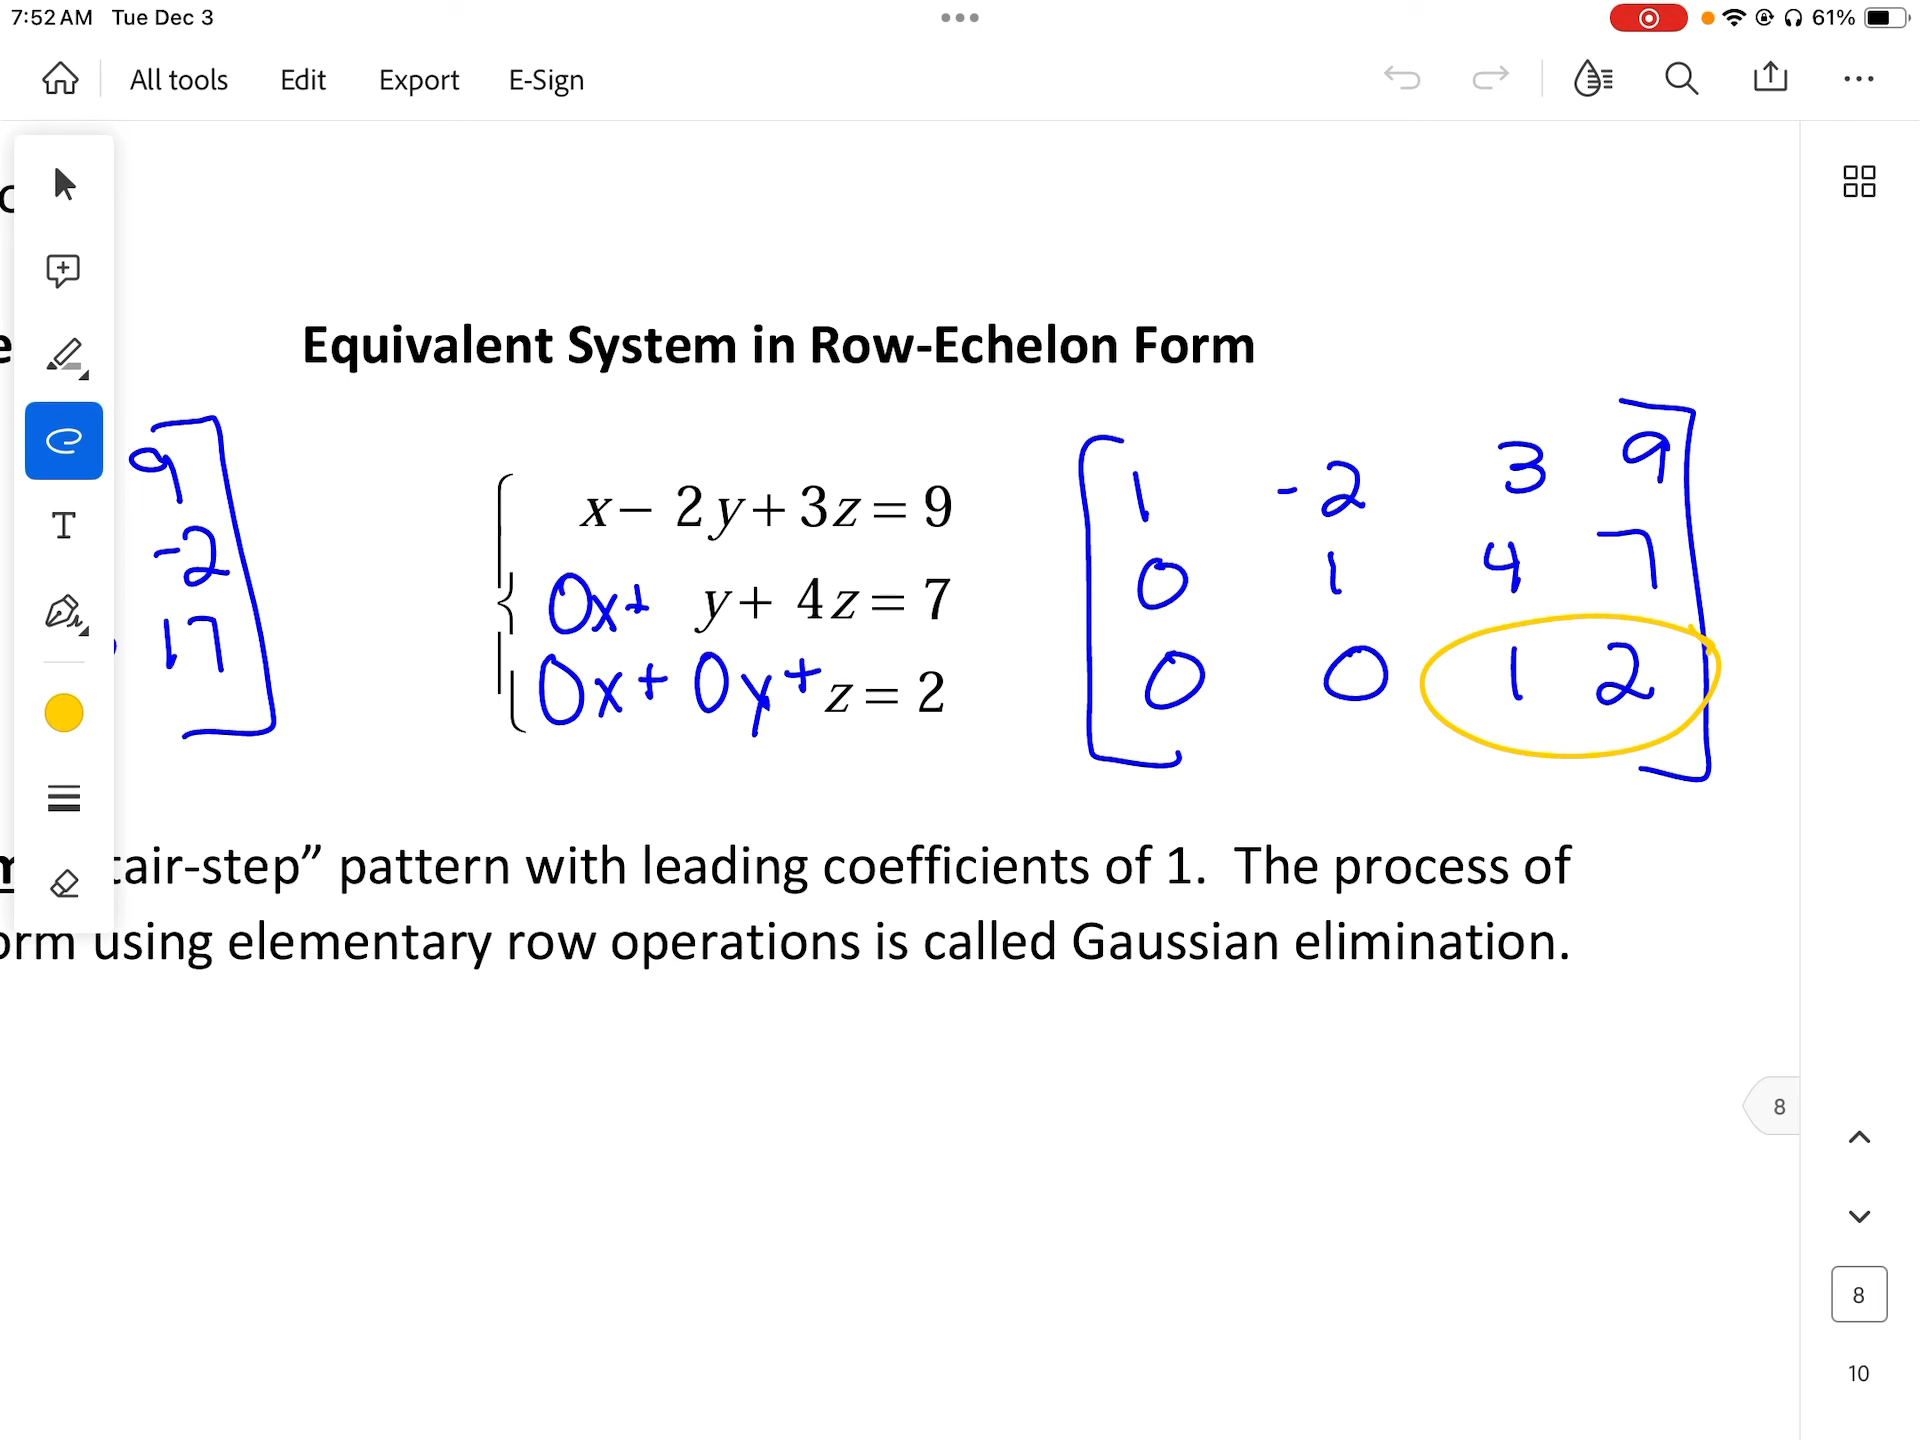 7:52 AM Tue Dec 3
61%
All tools Edit Export E-Sign
Equivalent System in Row-Echelon Form
9
-2
17
x− 2y+3z=9
0x+ y+ 4z=7
0x+0y+z=2
1 -2 3 9
0 1 4 7
0 0 1 2
tair-step” pattern with leading coefficients of 1. The process of
orm using elementary row operations is called Gaussian elimination.
8
8
10